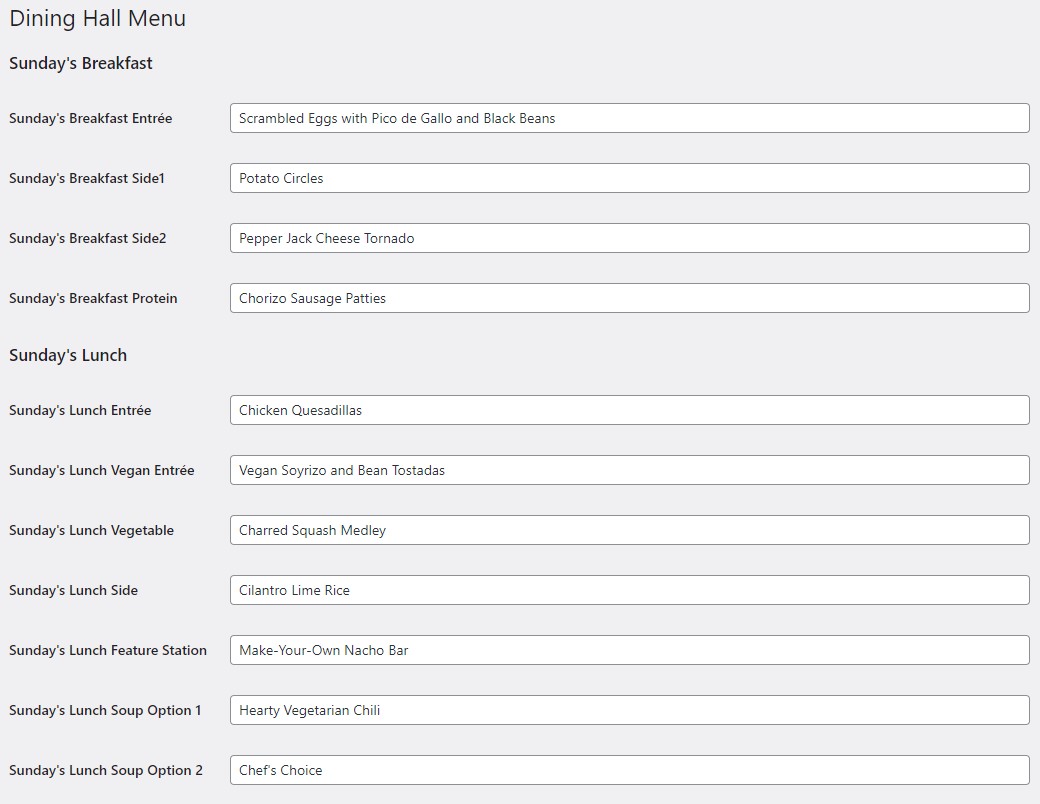 Dining Hall Menu
Sunday's Breakfast
Sunday's Breakfast Entrée Scrambled Eggs with Pico de Gallo and Black Beans
Sunday's Breakfast Side1 Potato Circles
Sunday's Breakfast Side2 Pepper Jack Cheese Tornado
Sunday's Breakfast Protein Chorizo Sausage Patties
Sunday's Lunch
Sunday's Lunch Entrée Chicken Quesadillas
Sunday's Lunch Vegan Entrée Vegan Soyrizo and Bean Tostadas
Sunday's Lunch Vegetable Charred Squash Medley
Sunday's Lunch Side Cilantro Lime Rice
Sunday's Lunch Feature Station Make-Your-Own Nacho Bar
Sunday's Lunch Soup Option 1 Hearty Vegetarian Chili
Sunday's Lunch Soup Option 2 Chef's Choice